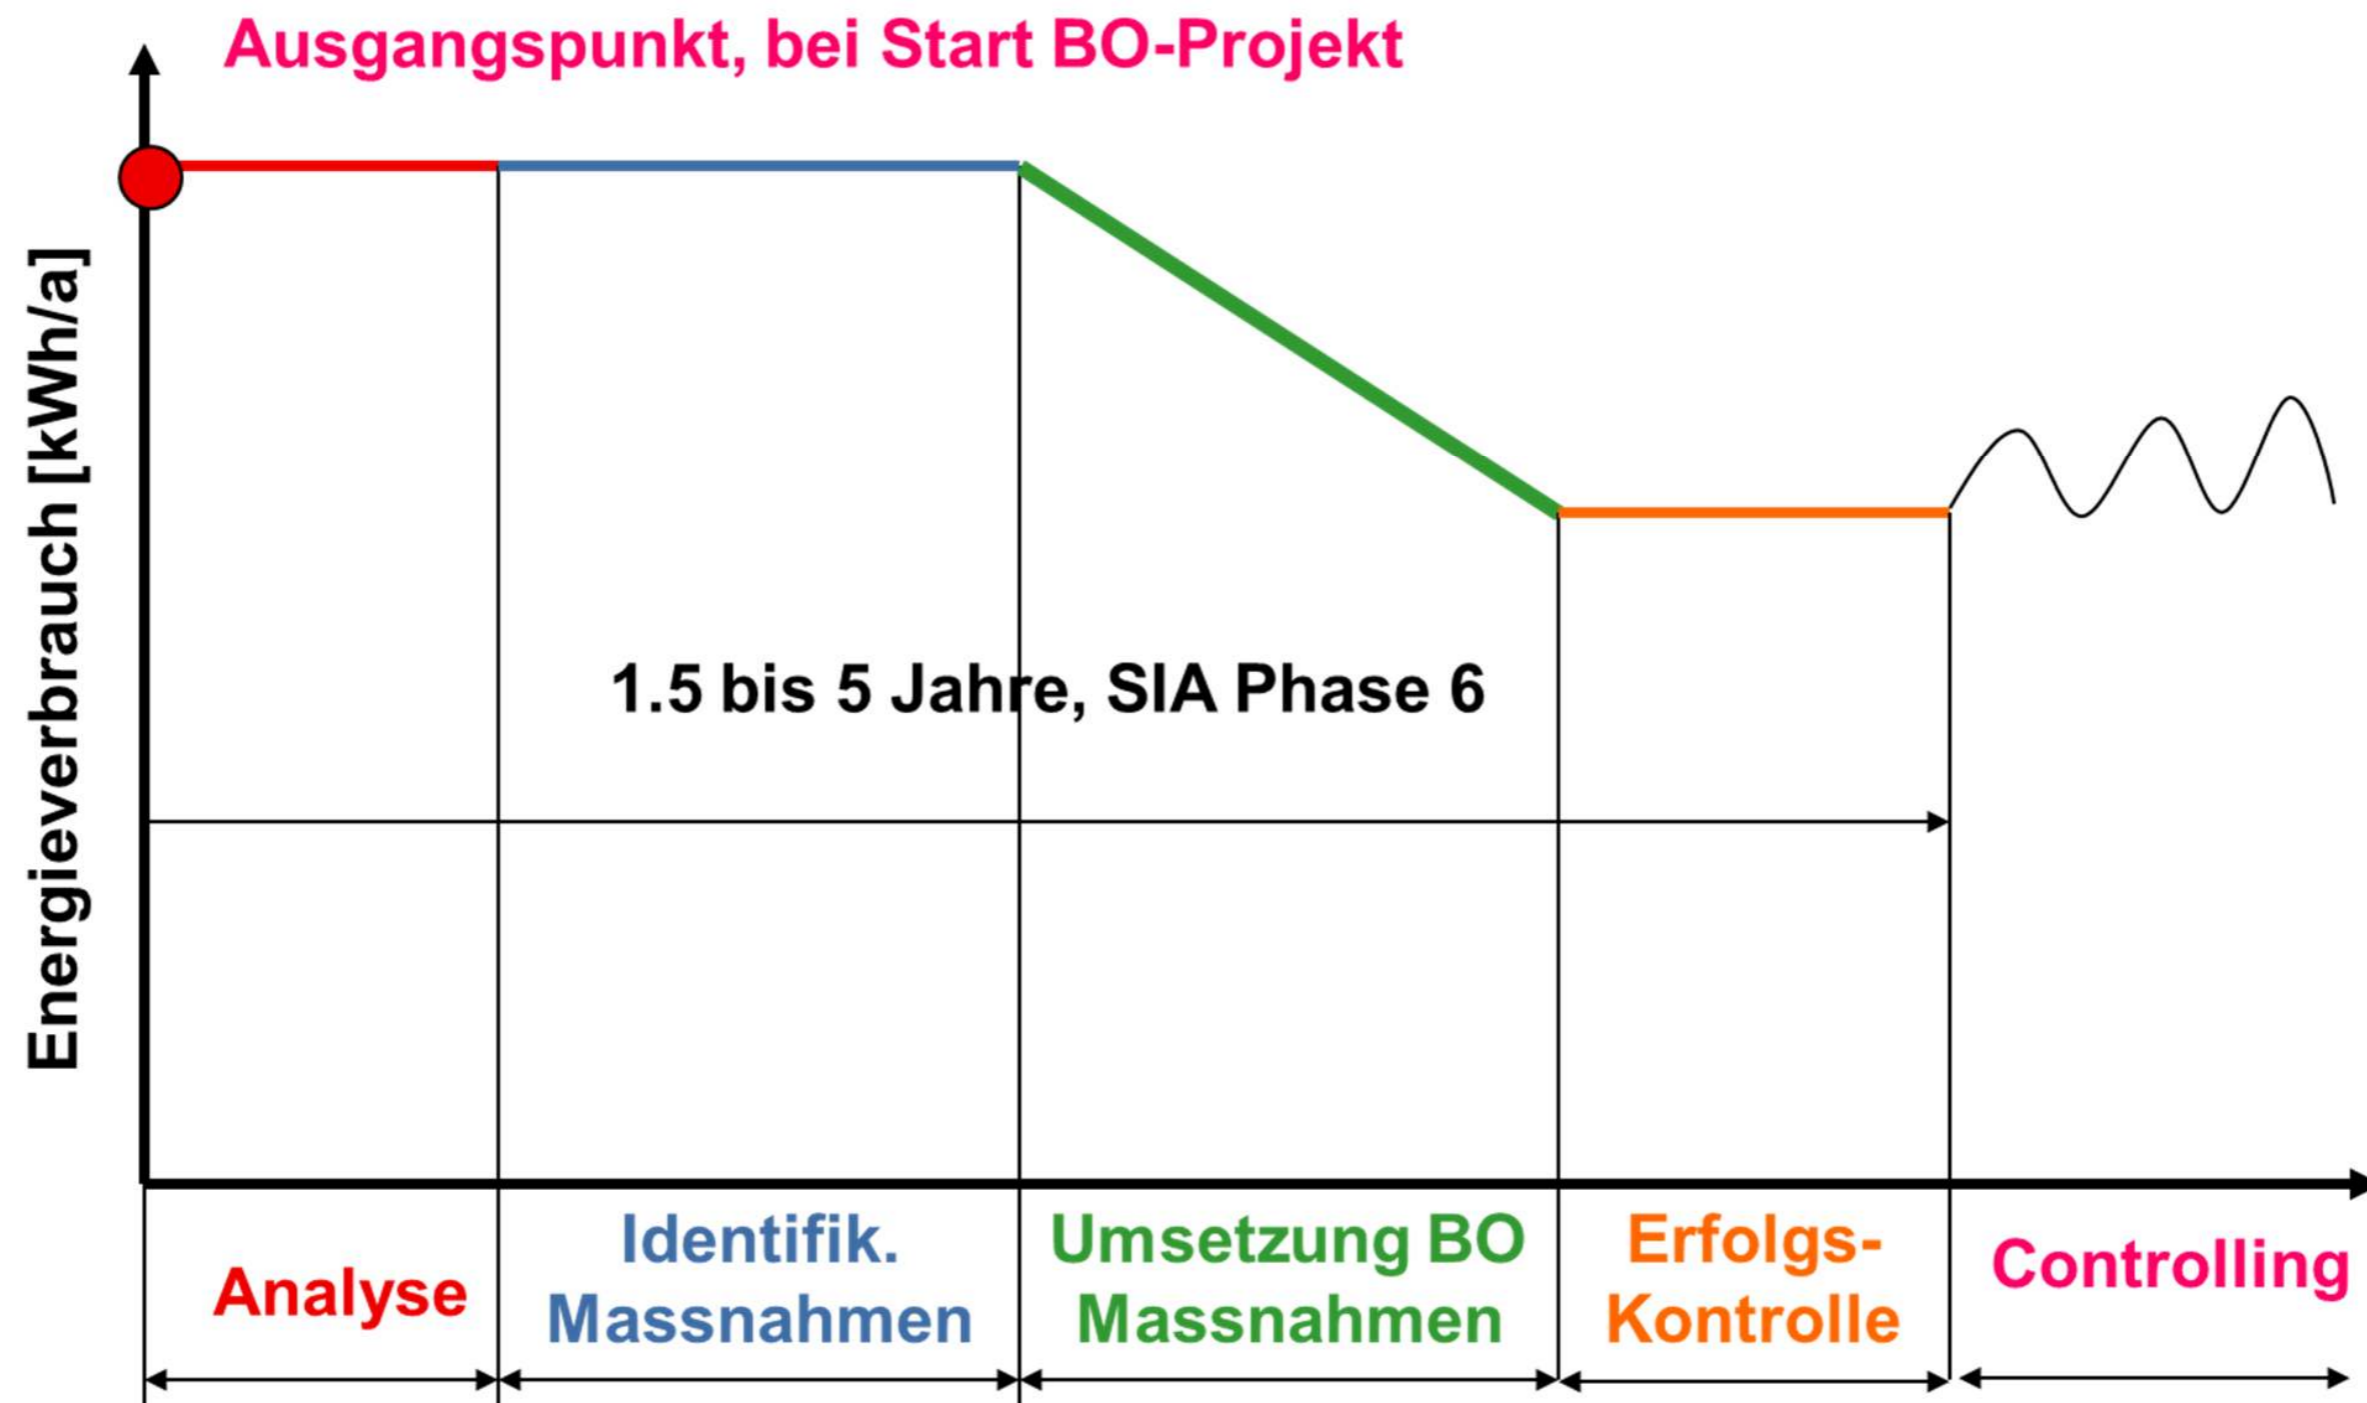 Ausgangspunkt, bei Start BO-Projekt
Energieverbrauch [kWh/a]
1.5 bis 5 Jahre, SIA Phase 6
Analyse
Identifik.
Massnahmen
Umsetzung BO
Massnahmen
Erfolgs-
Kontrolle
Controlling